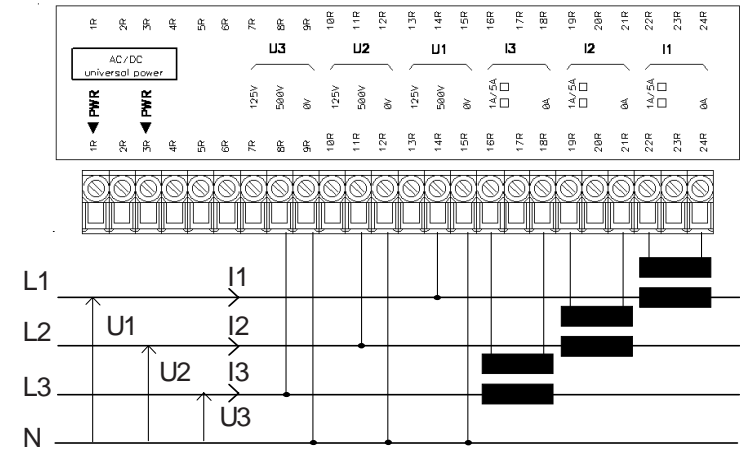 1R 2R 3R 4R 5R 6R 7R 8R 9R 10R 11R 12R 13R 14R 15R 16R 17R 18R 19R 20R 21R 22R 23R 24R
U3 U2 U1 I3 I2 I1
AC/DC
universal power
PWR PWR 125V 500V 0V 125V 500V 0V 125V 500V 0V 1A/5A 0A 1A/5A 0A 1A/5A 0A
1R 2R 3R 4R 5R 6R 7R 8R 9R 10R 11R 12R 13R 14R 15R 16R 17R 18R 19R 20R 21R 22R 23R 24R
L1 I1
U1
L2 I2
U2
L3 I3
U3
N